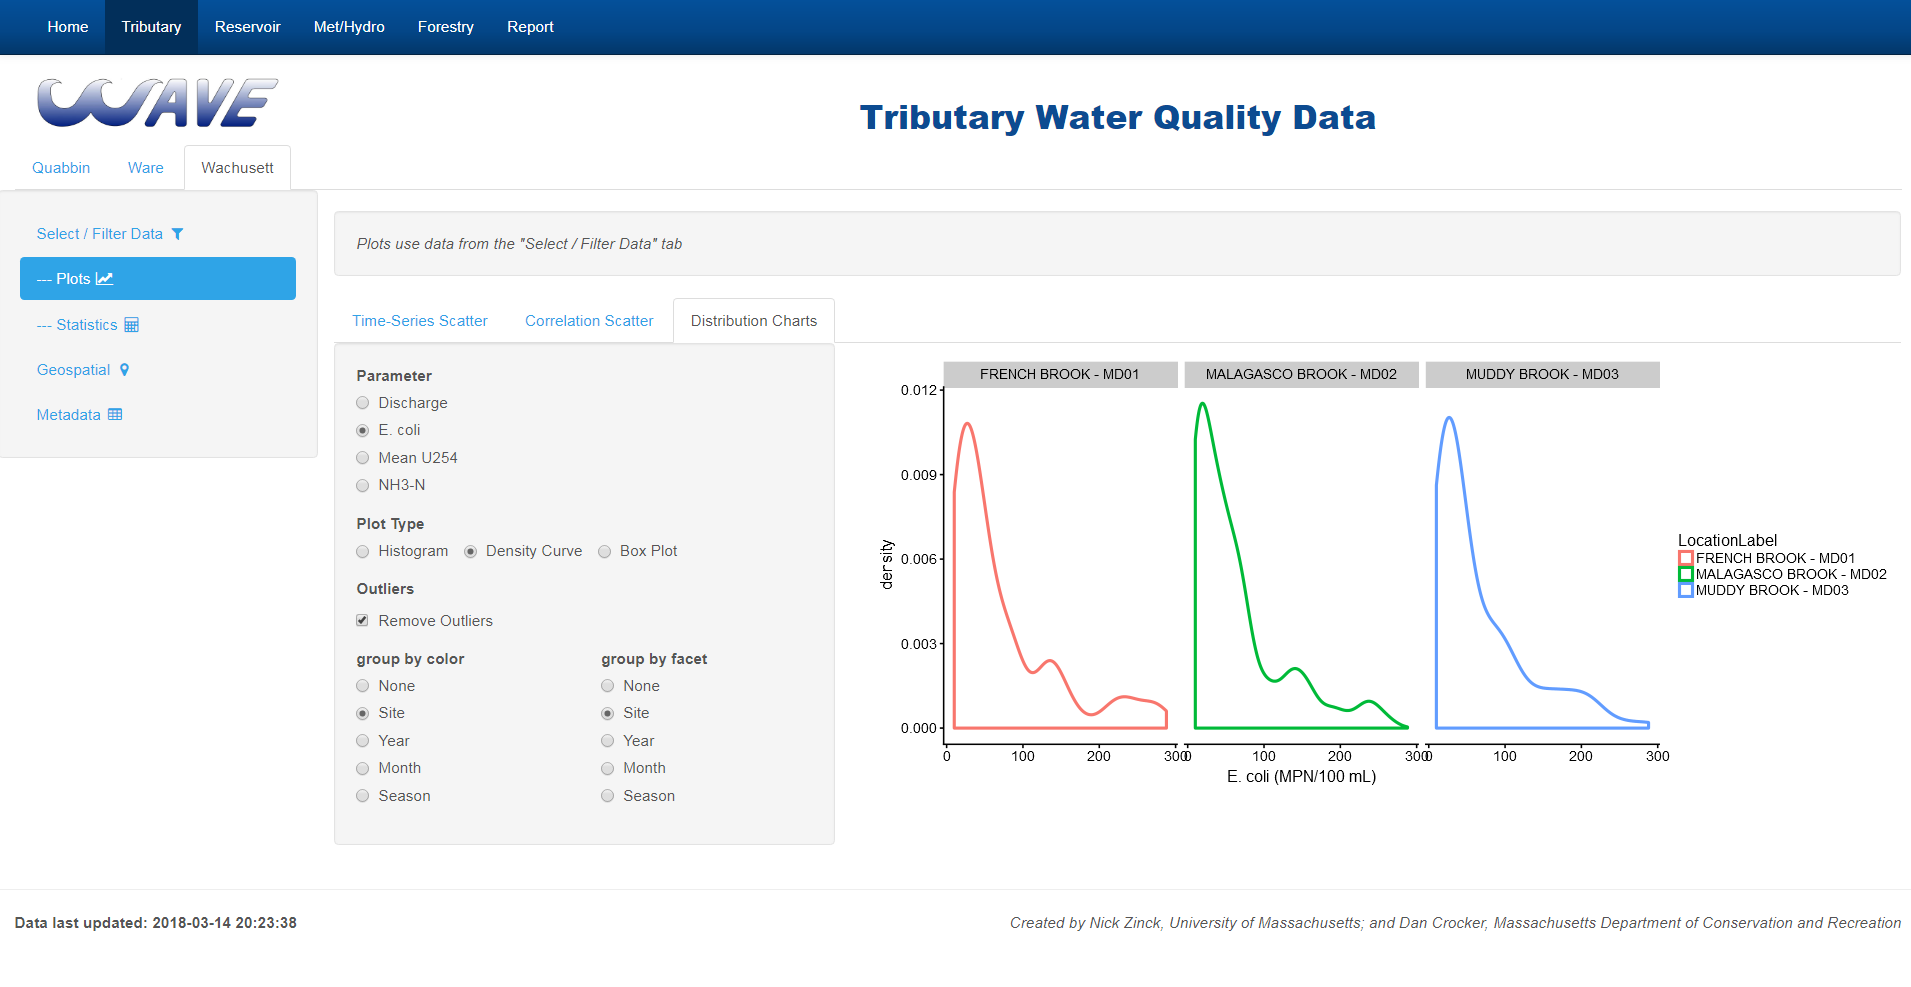 Home Tributary Reservoir Met/Hydro Forestry Report
WAVE
Tributary Water Quality Data
Quabbin Ware Wachusett
Select / Filter Data
--- Plots
--- Statistics
Geospatial
Metadata
Plots use data from the "Select / Filter Data" tab
Time-Series Scatter Correlation Scatter Distribution Charts
Parameter
Discharge
E. coli
Mean U254
NH3-N
Plot Type
Histogram Density Curve Box Plot
Outliers
Remove Outliers
group by color group by facet
None None
Site Site
Year Year
Month Month
Season Season
FRENCH BROOK - MD01 MALAGASCO BROOK - MD02 MUDDY BROOK - MD03
0.012
0.009
0.006
0.003
0.000
density
0 100 200 300 0 100 200 300 0 100 200 300
E. coli (MPN/100 mL)
LocationLabel
FRENCH BROOK - MD01
MALAGASCO BROOK - MD02
MUDDY BROOK - MD03
Data last updated: 2018-03-14 20:23:38
Created by Nick Zinck, University of Massachusetts; and Dan Crocker, Massachusetts Department of Conservation and Recreation